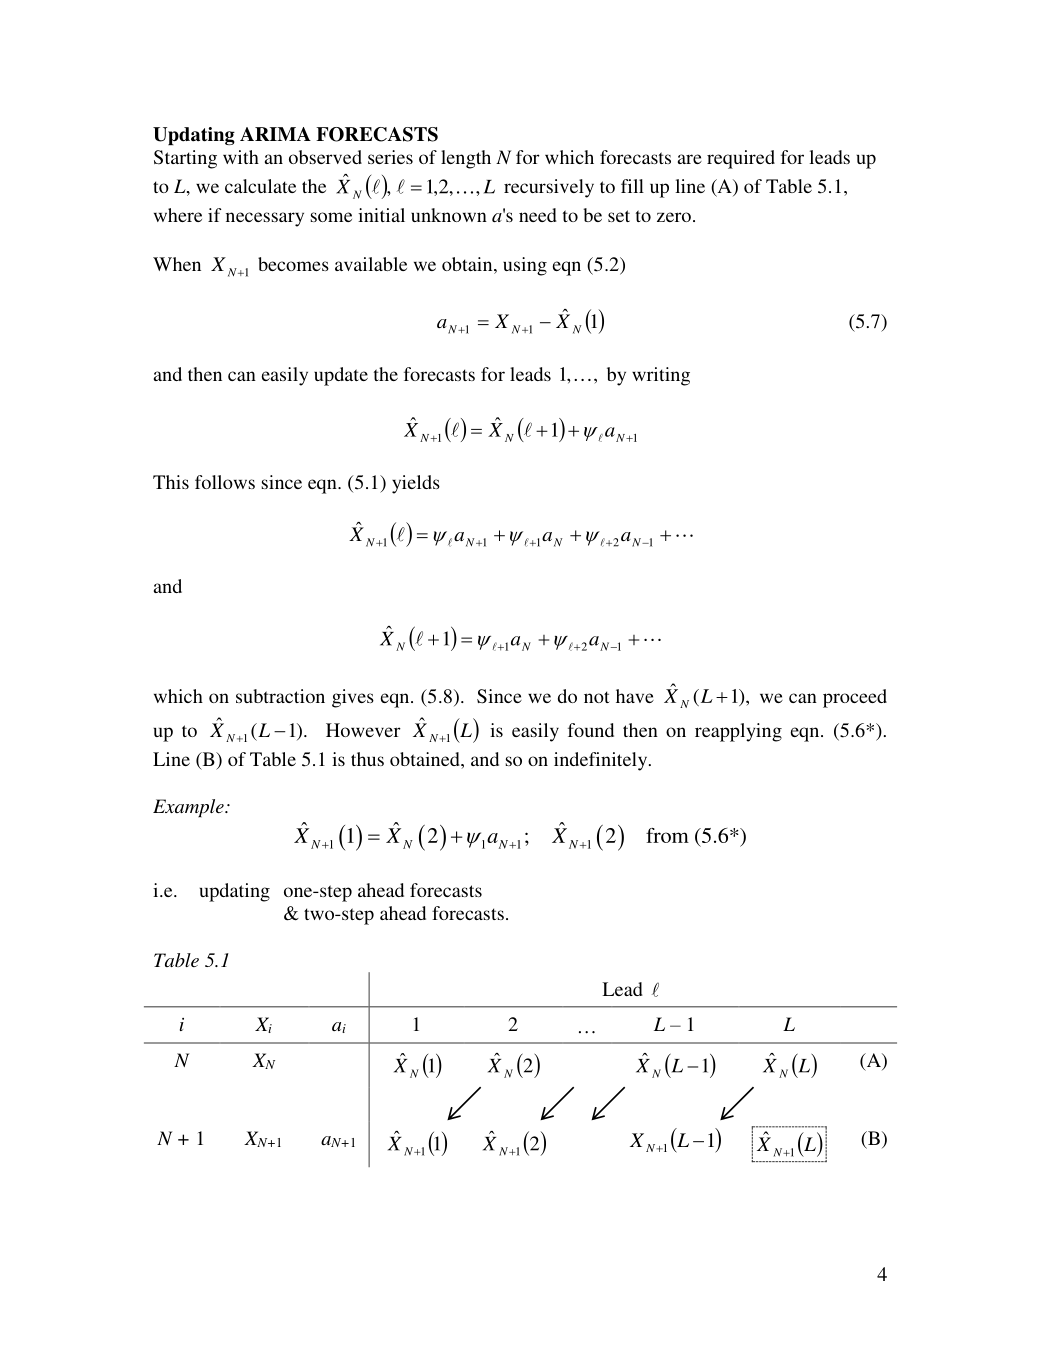 Updating ARIMA FORECASTS
Starting with an observed series of length N for which forecasts are required for leads up
to L, we calculate the X̂_N(ℓ), ℓ = 1,2,…, L recursively to fill up line (A) of Table 5.1,
where if necessary some initial unknown a's need to be set to zero.
When X_{N+1} becomes available we obtain, using eqn (5.2)
a_{N+1} = X_{N+1} − X̂_N(1) (5.7)
and then can easily update the forecasts for leads 1,…, by writing
X̂_{N+1}(ℓ) = X̂_N(ℓ + 1) + ψ_ℓ a_{N+1}
This follows since eqn. (5.1) yields
X̂_{N+1}(ℓ) = ψ_ℓ a_{N+1} + ψ_{ℓ+1} a_N + ψ_{ℓ+2} a_{N−1} + ⋯
and
X̂_N(ℓ + 1) = ψ_{ℓ+1} a_N + ψ_{ℓ+2} a_{N−1} + ⋯
which on subtraction gives eqn. (5.8). Since we do not have X̂_N(L + 1), we can proceed
up to X̂_{N+1}(L − 1). However X̂_{N+1}(L) is easily found then on reapplying eqn. (5.6*).
Line (B) of Table 5.1 is thus obtained, and so on indefinitely.
Example:
X̂_{N+1}(1) = X̂_N(2) + ψ_1 a_{N+1}; X̂_{N+1}(2) from (5.6*)
i.e. updating one-step ahead forecasts
& two-step ahead forecasts.
Table 5.1
Lead ℓ
i X_i a_i 1 2 … L – 1 L
N X_N X̂_N(1) X̂_N(2) X̂_N(L − 1) X̂_N(L) (A)
N + 1 X_{N+1} a_{N+1} X̂_{N+1}(1) X̂_{N+1}(2) X_{N+1}(L − 1) X̂_{N+1}(L) (B)
4